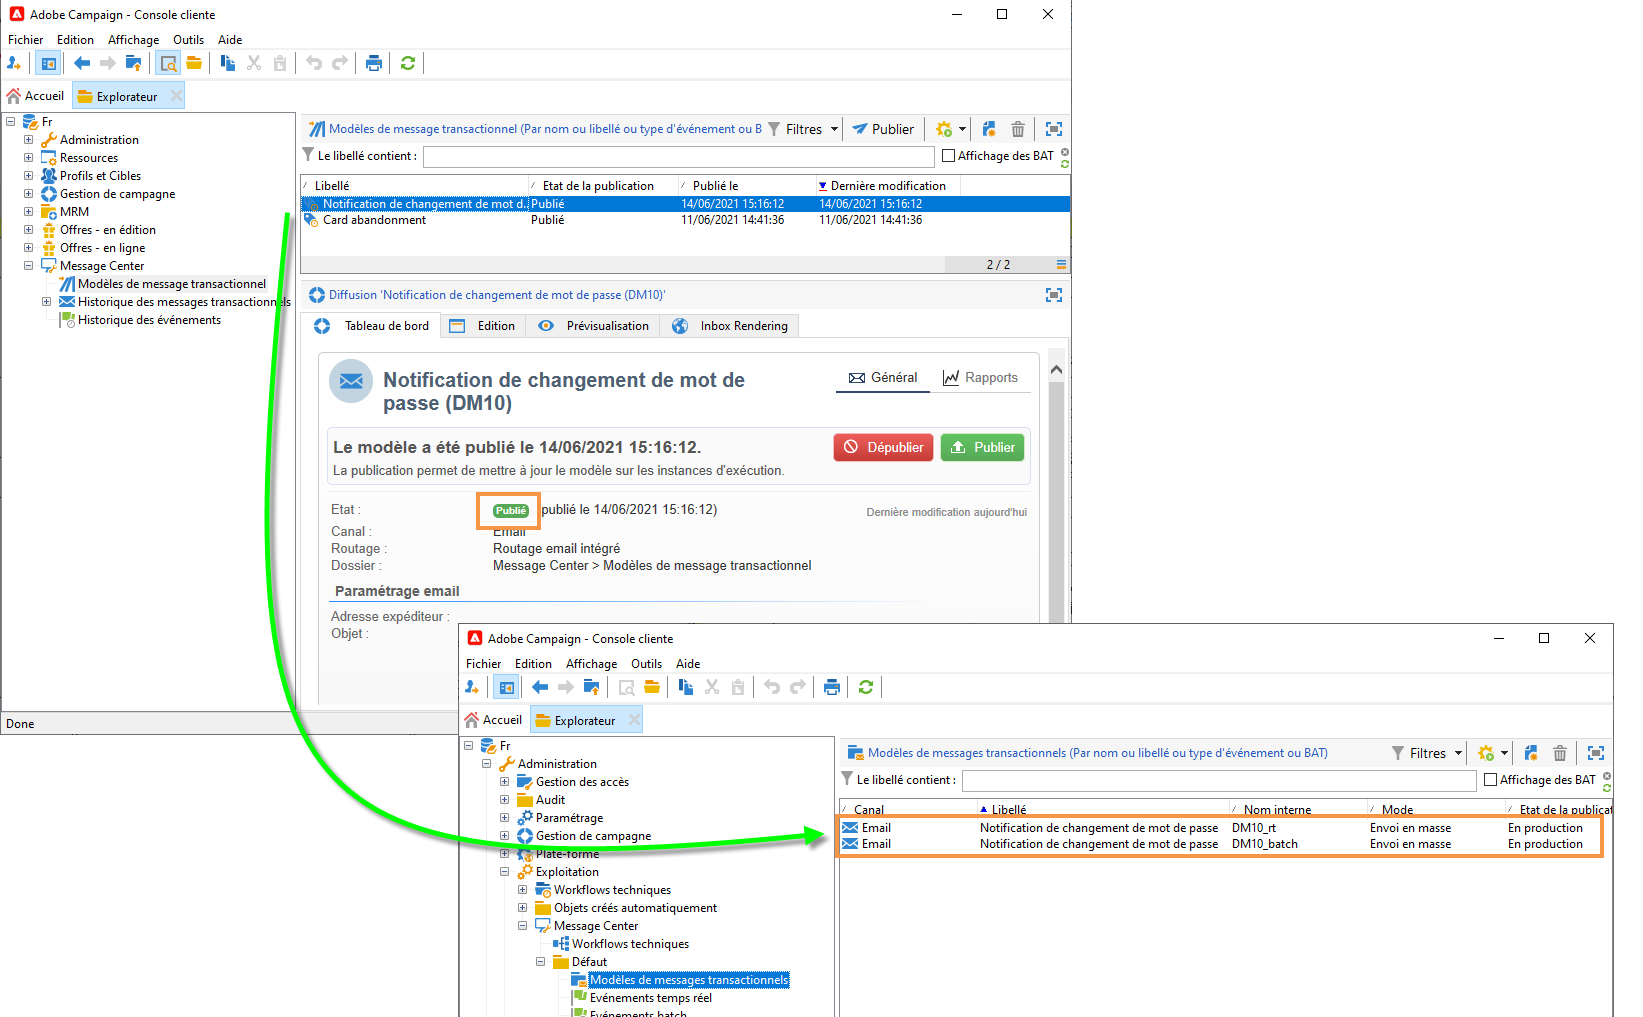 Adobe Campaign - Console cliente
Fichier Edition Affichage Outils Aide
Accueil Explorateur
Fr
Administration
Ressources
Profils et Cibles
Gestion de campagne
MRM
Offres - en édition
Offres - en ligne
Message Center
Modèles de message transactionnel
Historique des messages transactionnels
Historique des événements
Modèles de message transactionnel (Par nom ou libellé ou type d'événement ou B Filtres Publier
Le libellé contient : Affichage des BAT
Libellé Etat de la publication Publié le Dernière modification
Notification de changement de mot d... Publié 14/06/2021 15:16:12 14/06/2021 15:16:12
Card abandonment Publié 11/06/2021 14:41:36 11/06/2021 14:41:36
2 / 2
Diffusion 'Notification de changement de mot de passe (DM10)'
Tableau de bord Edition Prévisualisation Inbox Rendering
Notification de changement de mot de
passe (DM10)
Général Rapports
Le modèle a été publié le 14/06/2021 15:16:12.
La publication permet de mettre à jour le modèle sur les instances d'exécution.
Dépublier Publier
Etat : Publié publié le 14/06/2021 15:16:12)
Dernière modification aujourd'hui
Canal : Email
Routage : Routage email intégré
Dossier : Message Center > Modèles de message transactionnel
Paramétrage email
Adresse expéditeur :
Objet :
Done
Adobe Campaign - Console cliente
Fichier Edition Affichage Outils Aide
Accueil Explorateur
Fr
Administration
Gestion des accès
Audit
Paramétrage
Gestion de campagne
Plate-forme
Exploitation
Workflows techniques
Objets créés automatiquement
Message Center
Workflows techniques
Défaut
Modèles de messages transactionnels
Evénements temps réel
Evénements batch
Modèles de messages transactionnels (Par nom ou libellé ou type d'événement ou BAT) Filtres
Le libellé contient : Affichage des BAT
Canal Libellé Nom interne Mode Etat de la publicat
Email Notification de changement de mot de passe DM10_rt Envoi en masse En production
Email Notification de changement de mot de passe DM10_batch Envoi en masse En production